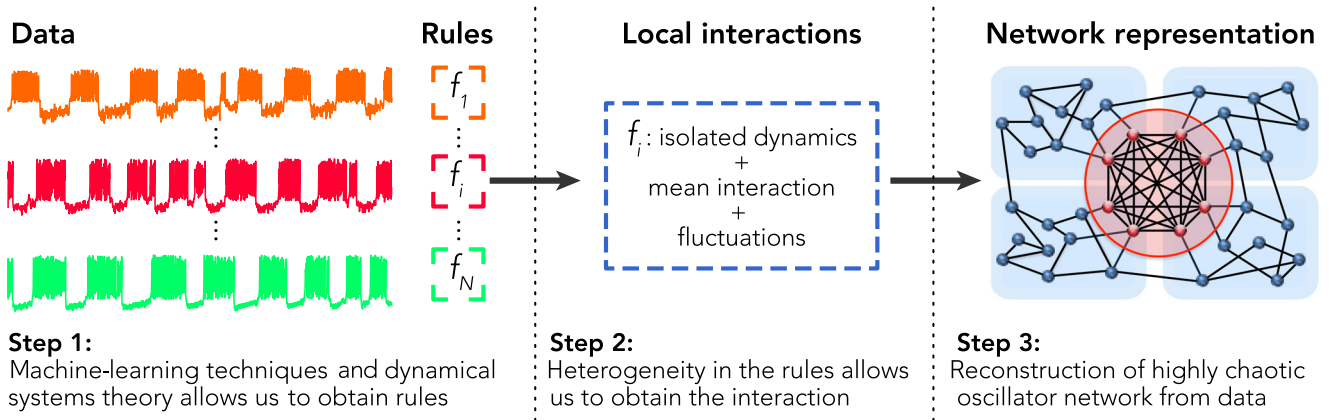 Data
Rules
Local interactions
Network representation
f1
fi
fN
fi: isolated dynamics
+
mean interaction
+
fluctuations
Step 1:
Machine-learning techniques and dynamical
systems theory allows us to obtain rules
Step 2:
Heterogeneity in the rules allows
us to obtain the interaction
Step 3:
Reconstruction of highly chaotic
oscillator network from data